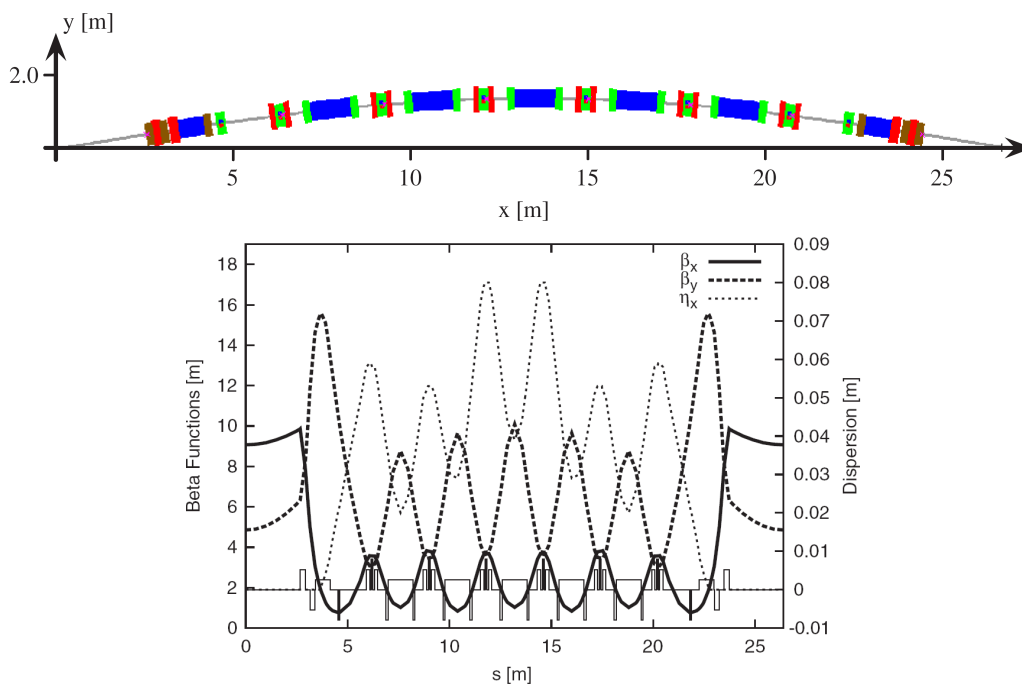 y [m]
2.0
5 10 15 20 25
x [m]
βx
βy
ηx
18
16
14
12
10
8
6
4
2
0
Beta Functions [m]
0.09
0.08
0.07
0.06
0.05
0.04
0.03
0.02
0.01
0
-0.01
Dispersion [m]
0 5 10 15 20 25
s [m]